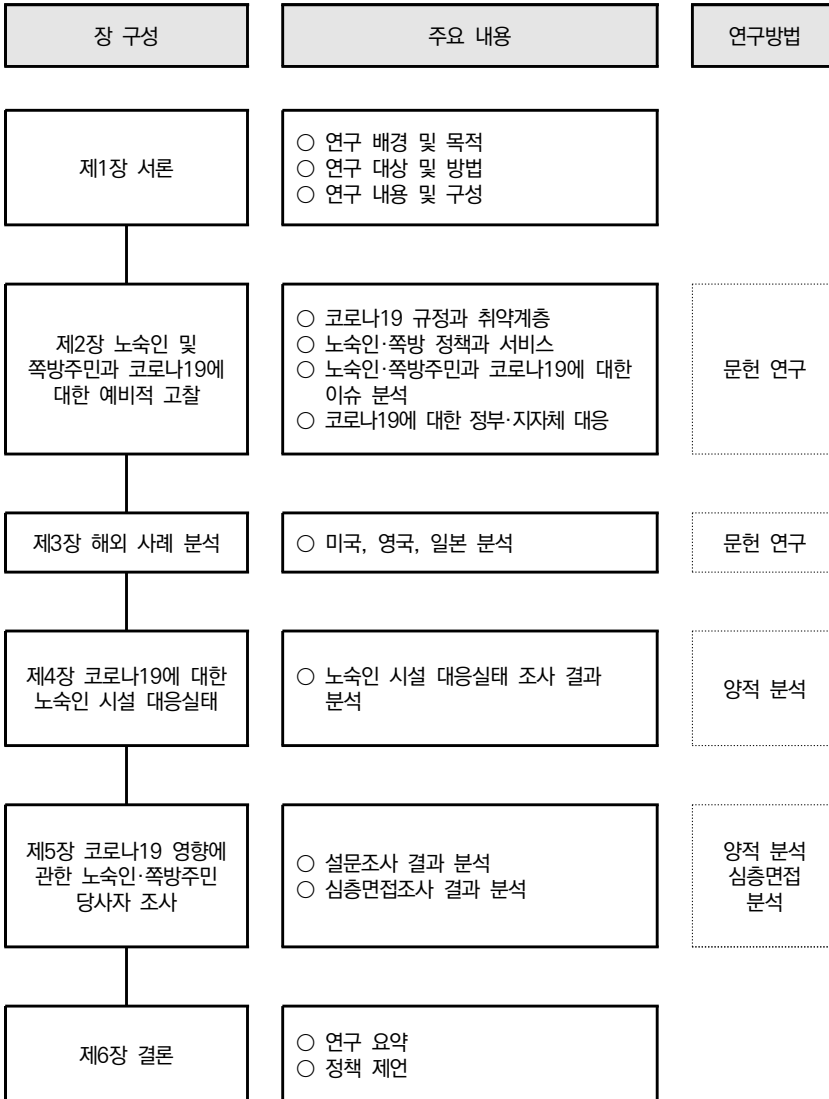 장 구성
주요 내용
연구방법
제1장 서론
○ 연구 배경 및 목적
○ 연구 대상 및 방법
○ 연구 내용 및 구성
제2장 노숙인 및
쪽방주민과 코로나19에
대한 예비적 고찰
○ 코로나19 규정과 취약계층
○ 노숙인·쪽방 정책과 서비스
○ 노숙인·쪽방주민과 코로나19에 대한
이슈 분석
○ 코로나19에 대한 정부·지자체 대응
문헌 연구
제3장 해외 사례 분석
○ 미국, 영국, 일본 분석
문헌 연구
제4장 코로나19에 대한
노숙인 시설 대응실태
○ 노숙인 시설 대응실태 조사 결과
분석
양적 분석
제5장 코로나19 영향에
관한 노숙인·쪽방주민
당사자 조사
○ 설문조사 결과 분석
○ 심층면접조사 결과 분석
양적 분석
심층면접
분석
제6장 결론
○ 연구 요약
○ 정책 제언